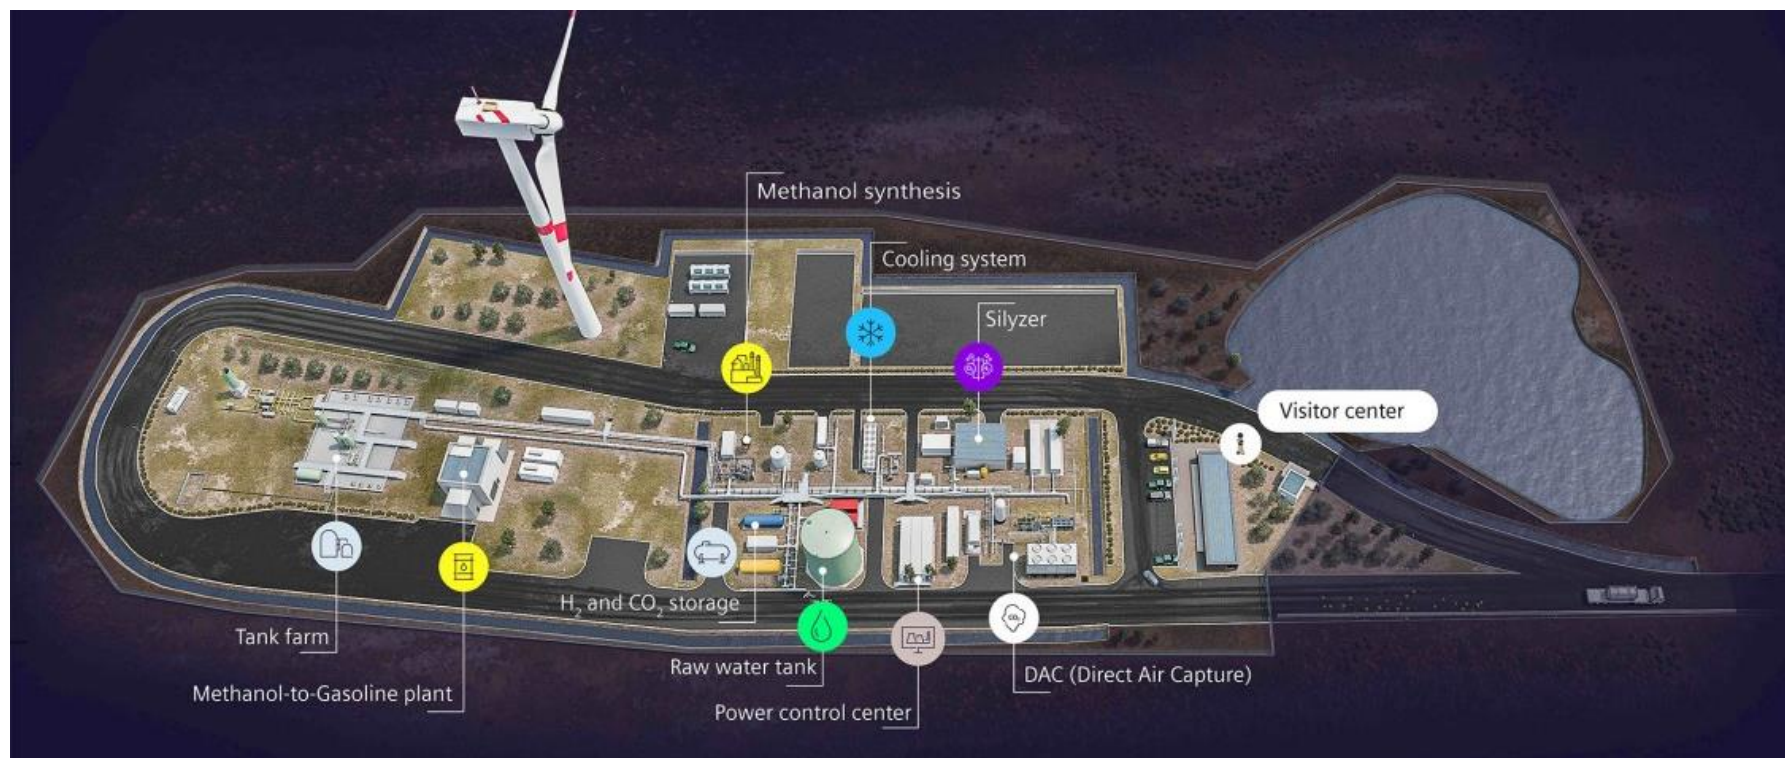 Methanol synthesis
Cooling system
Silyzer
Visitor center
CO₂
H₂ and CO₂ storage
Tank farm
Raw water tank
DAC (Direct Air Capture)
Methanol-to-Gasoline plant
Power control center